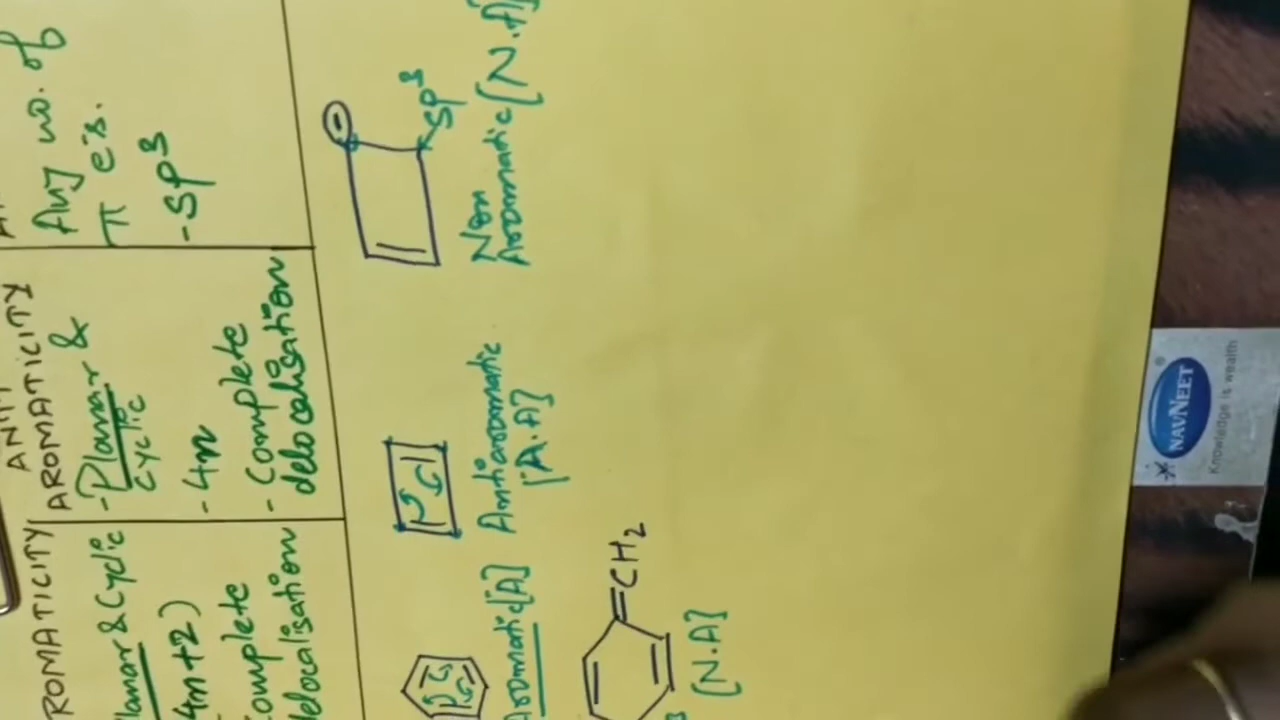 ROMATICITY
Planar & Cyclic
4n+2)
Complete
delocalisation
ANTI
AROMATICITY
- Planar &
cyclic
- 4n
- Complete
delocalisation
Any no. of
π es.
- sp3
Aromatic [A]
Antiaromatic
[A.A]
⊖
sp3
Non
Aromatic [N.A]
=CH2
[N.A]
NAVNEET
®
Knowledge is wealth